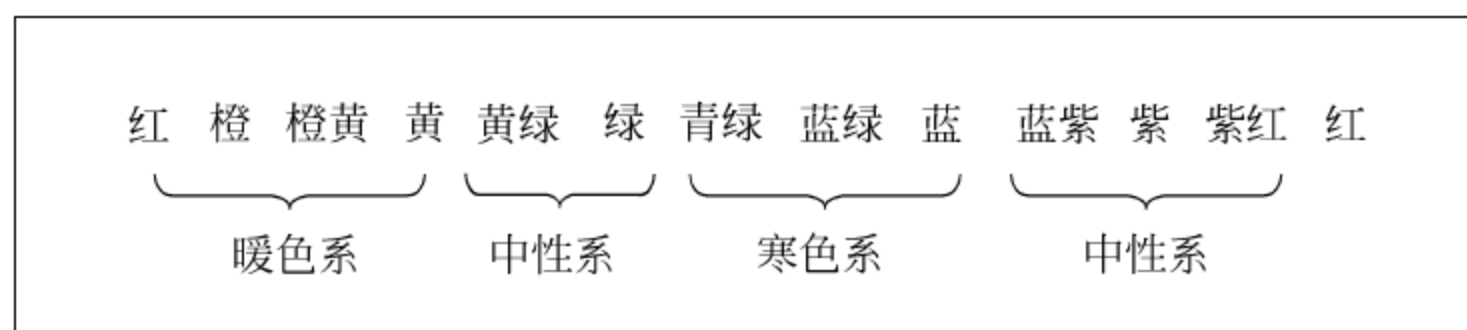 红 橙 橙黄 黄 黄绿 绿 青绿 蓝绿 蓝 蓝紫 紫 紫红 红
暖色系 中性系 寒色系 中性系